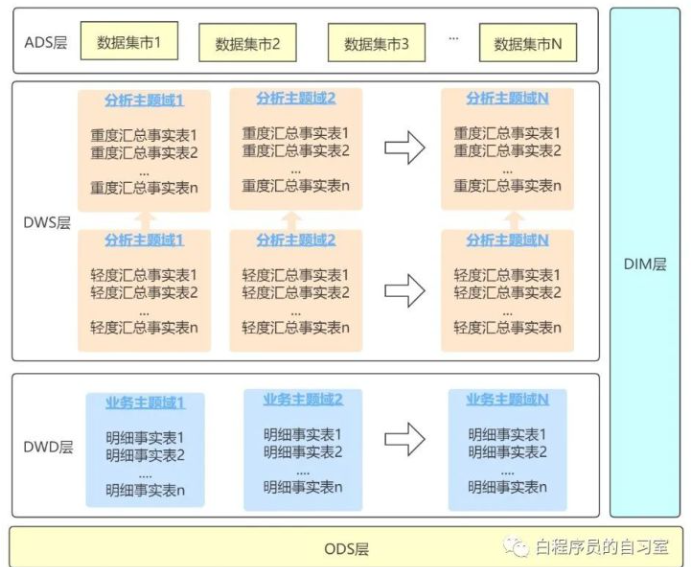 ADS层
数据集市1
数据集市2
数据集市3
...
数据集市N
DWS层
分析主题域1
重度汇总事实表1
重度汇总事实表2
...
重度汇总事实表n
分析主题域2
重度汇总事实表1
重度汇总事实表2
...
重度汇总事实表n
分析主题域N
重度汇总事实表1
重度汇总事实表2
...
重度汇总事实表n
分析主题域1
轻度汇总事实表1
轻度汇总事实表2
...
轻度汇总事实表n
分析主题域2
轻度汇总事实表1
轻度汇总事实表2
...
轻度汇总事实表n
分析主题域N
轻度汇总事实表1
轻度汇总事实表2
...
轻度汇总事实表n
DIM层
DWD层
业务主题域1
明细事实表1
明细事实表2
....
明细事实表n
业务主题域2
明细事实表1
明细事实表2
....
明细事实表n
业务主题域N
明细事实表1
明细事实表2
....
明细事实表n
ODS层
白程序员的自习室